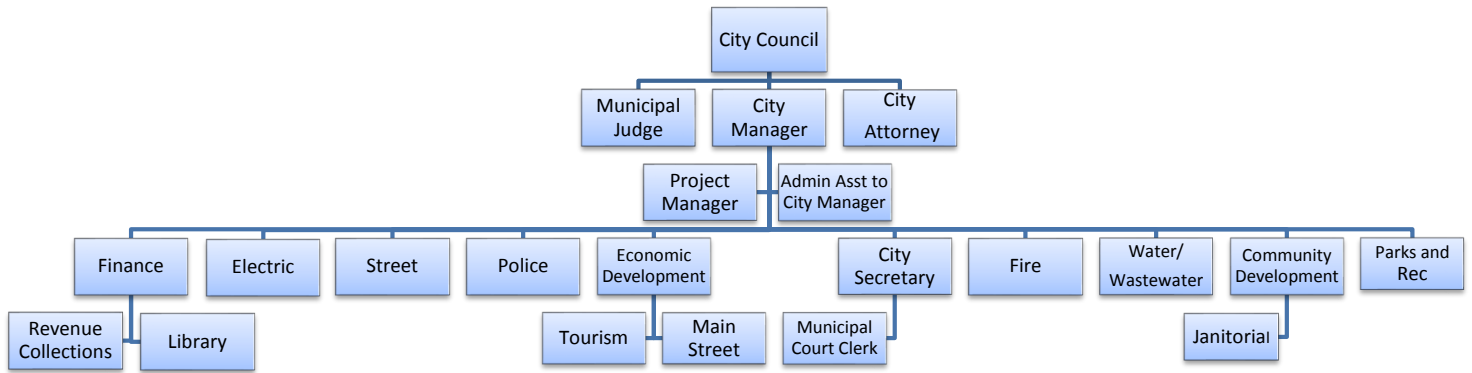 City Council
Municipal
Judge
City
Manager
City
Attorney
Project
Manager
Admin Asst to
City Manager
Finance
Electric
Street
Police
Economic
Development
City
Secretary
Fire
Water/
Wastewater
Community
Development
Parks and
Rec
Revenue
Collections
Library
Tourism
Main
Street
Municipal
Court Clerk
Janitorial